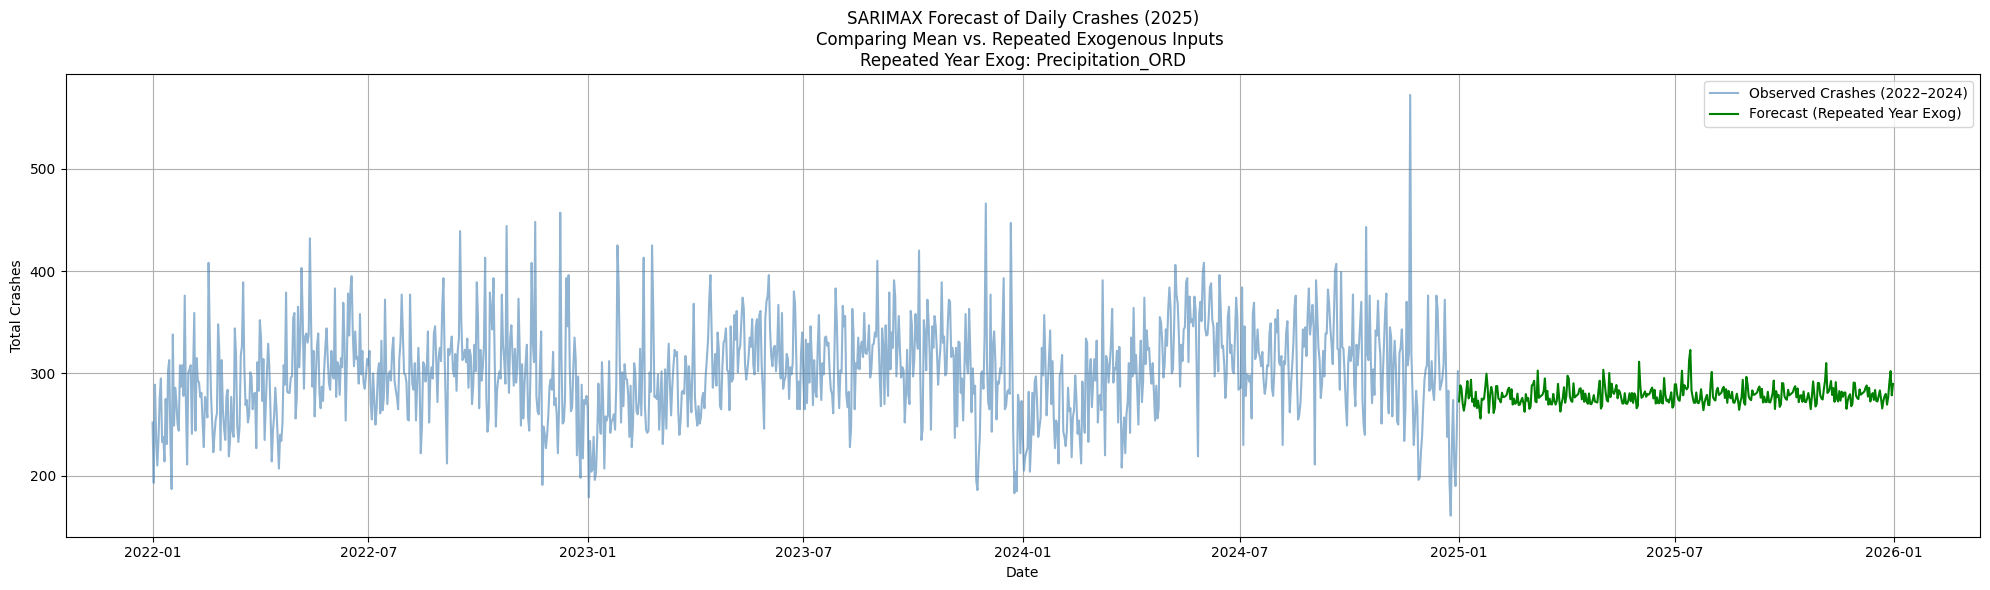 SARIMAX Forecast of Daily Crashes (2025)
Comparing Mean vs. Repeated Exogenous Inputs
Repeated Year Exog: Precipitation_ORD
Observed Crashes (2022–2024)
Forecast (Repeated Year Exog)
Total Crashes
500
400
300
200
2022-01
2022-07
2023-01
2023-07
2024-01
2024-07
2025-01
2025-07
2026-01
Date